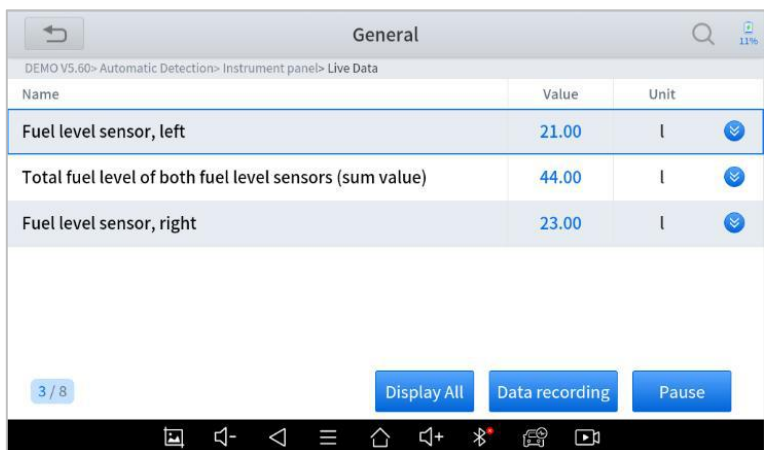 General
11%
DEMO V5.60> Automatic Detection> Instrument panel> Live Data
Name Value Unit
Fuel level sensor, left 21.00 l
Total fuel level of both fuel level sensors (sum value) 44.00 l
Fuel level sensor, right 23.00 l
3 / 8 Display All Data recording Pause